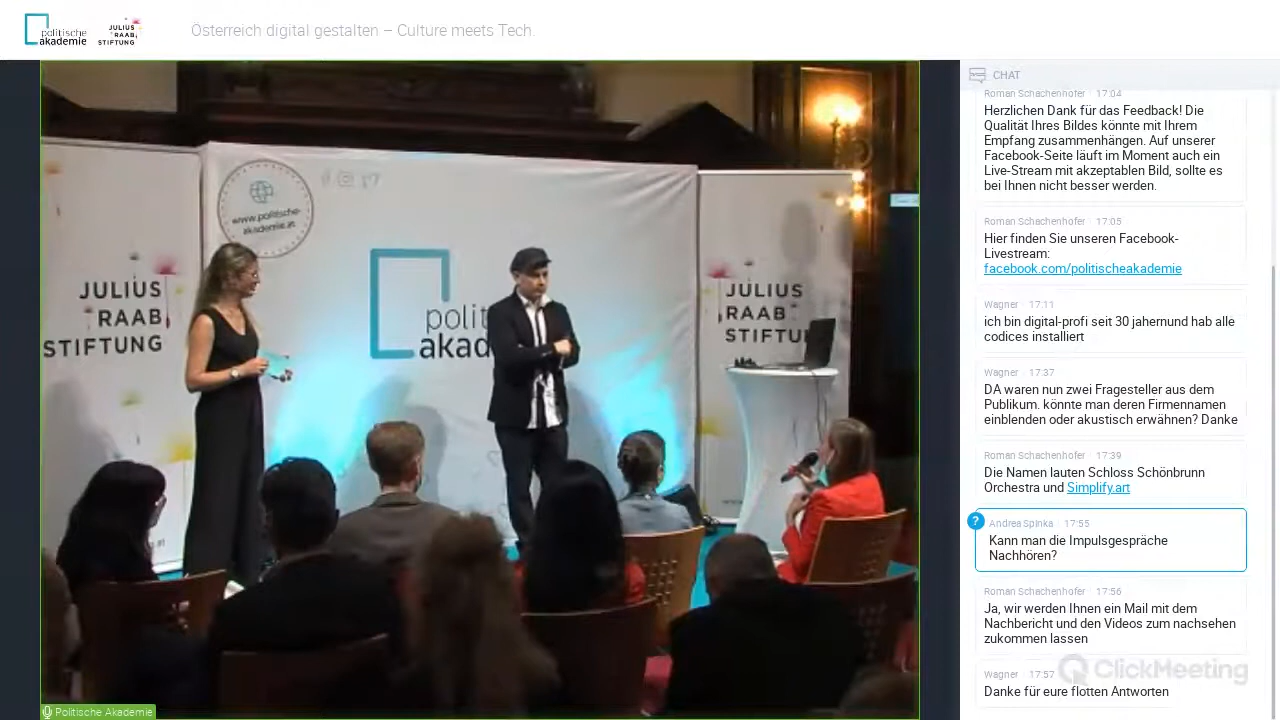 politische
akademie
JULIUS
RAAB
STIFTUNG
Österreich digital gestalten – Culture meets Tech.
www.politische-
akademie.at
JULIUS
RAAB
STIFTUNG
polit
akad
JULIUS
RAAB
STIFTU
Politische Akademie
CHAT
Roman Schachenhofer 17:04
Herzlichen Dank für das Feedback! Die
Qualität Ihres Bildes könnte mit Ihrem
Empfang zusammenhängen. Auf unserer
Facebook-Seite läuft im Moment auch ein
Live-Stream mit akzeptablen Bild, sollte es
bei Ihnen nicht besser werden.
Roman Schachenhofer 17:05
Hier finden Sie unseren Facebook-
Livestream:
facebook.com/politischeakademie
Wagner 17:11
ich bin digital-profi seit 30 jahernund hab alle
codices installiert
Wagner 17:37
DA waren nun zwei Fragesteller aus dem
Publikum. könnte man deren Firmennamen
einblenden oder akustisch erwähnen? Danke
Roman Schachenhofer 17:39
Die Namen lauten Schloss Schönbrunn
Orchestra und Simplify.art
?
Andrea Spinka 17:55
Kann man die Impulsgespräche
Nachhören?
Roman Schachenhofer 17:56
Ja, wir werden Ihnen ein Mail mit dem
Nachbericht und den Videos zum nachsehen
zukommen lassen
ClickMeeting
Wagner 17:57
Danke für eure flotten Antworten